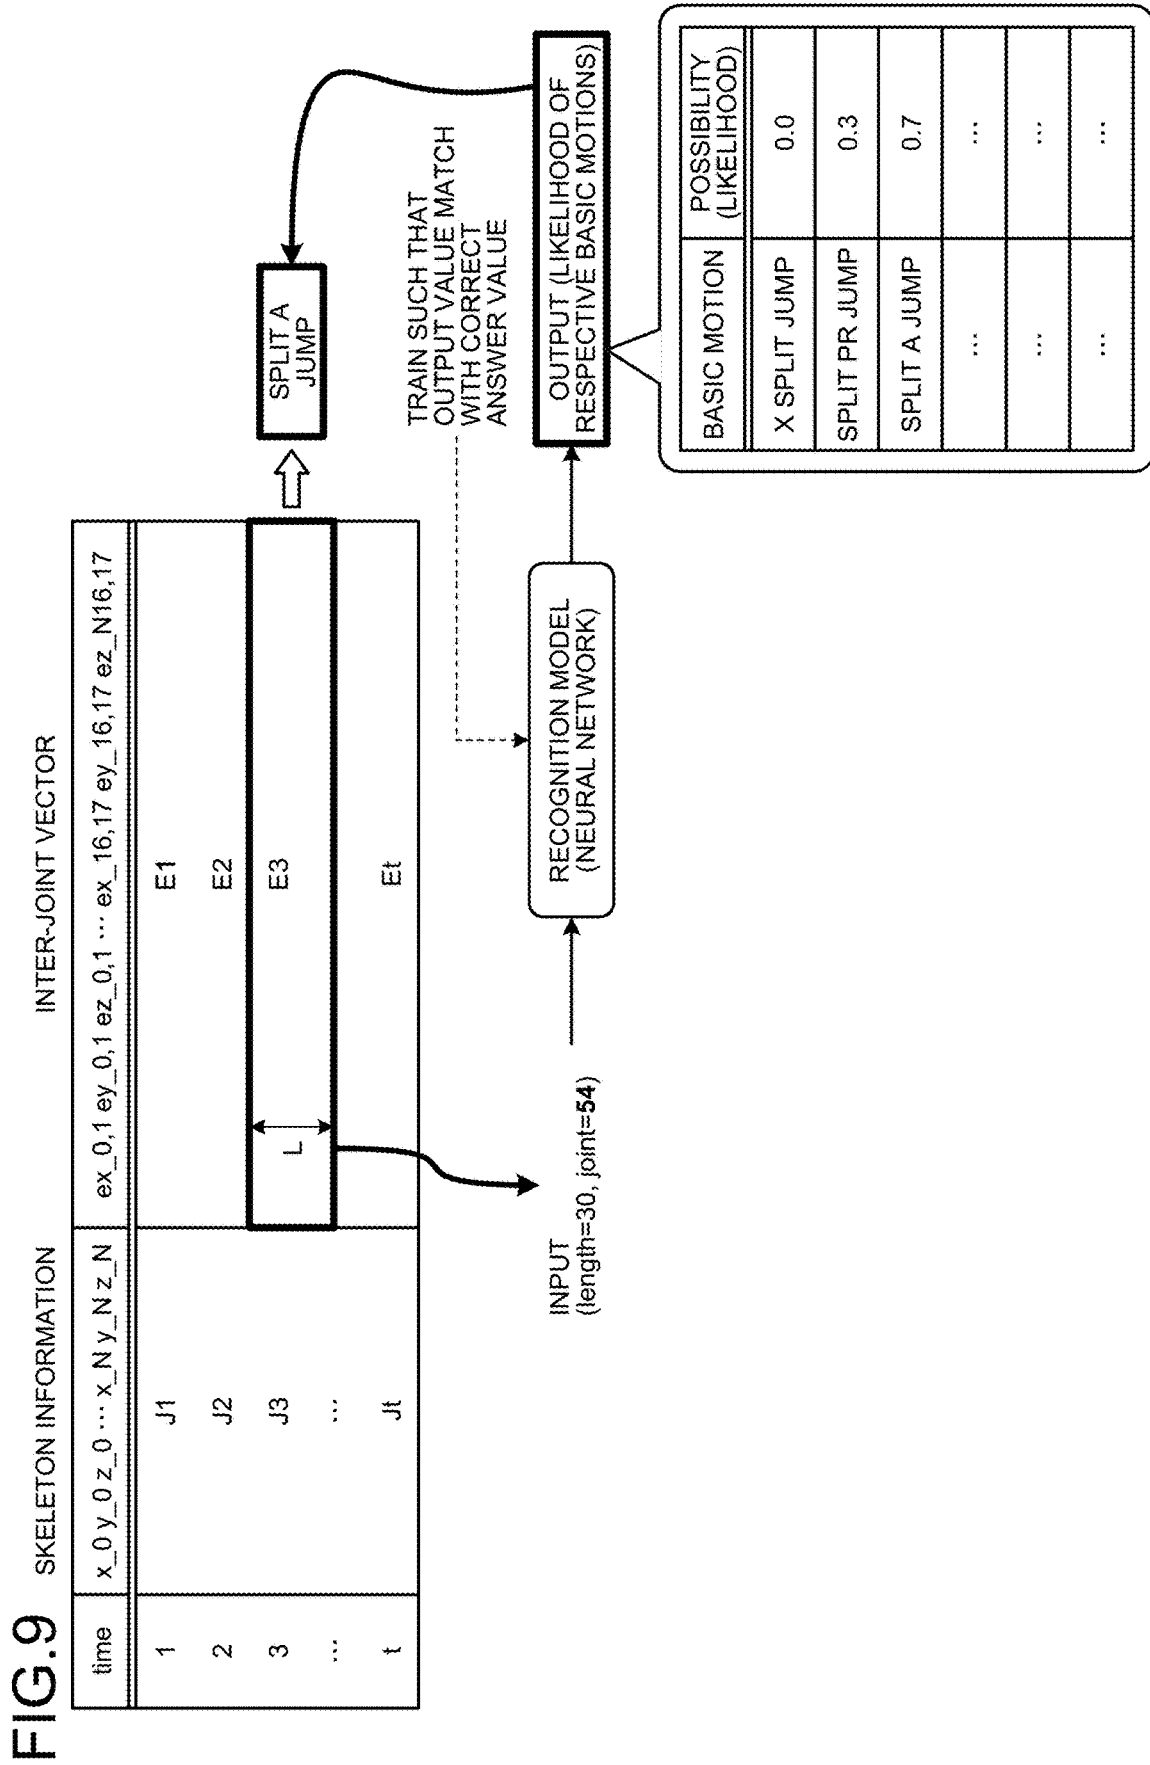 FIG.9
SKELETON INFORMATION
INTER-JOINT VECTOR
time
x_0 y_0 z_0 ⋯ x_N y_N z_N
ex_0,1 ey_0,1 ez_0,1 ⋯ ex_16,17 ey_16,17 ez_N16,17
1 J1 E1
2 J2 E2
3 J3 E3
⋯ ⋯
t Jt Et
L
SPLIT A
JUMP
TRAIN SUCH THAT
OUTPUT VALUE MATCH
WITH CORRECT
ANSWER VALUE
INPUT
(length=30, joint=54)
RECOGNITION MODEL
(NEURAL NETWORK)
OUTPUT (LIKELIHOOD OF
RESPECTIVE BASIC MOTIONS)
BASIC MOTION
POSSIBILITY
(LIKELIHOOD)
X SPLIT JUMP 0.0
SPLIT PR JUMP 0.3
SPLIT A JUMP 0.7
⋯ ⋯
⋯ ⋯
⋯ ⋯